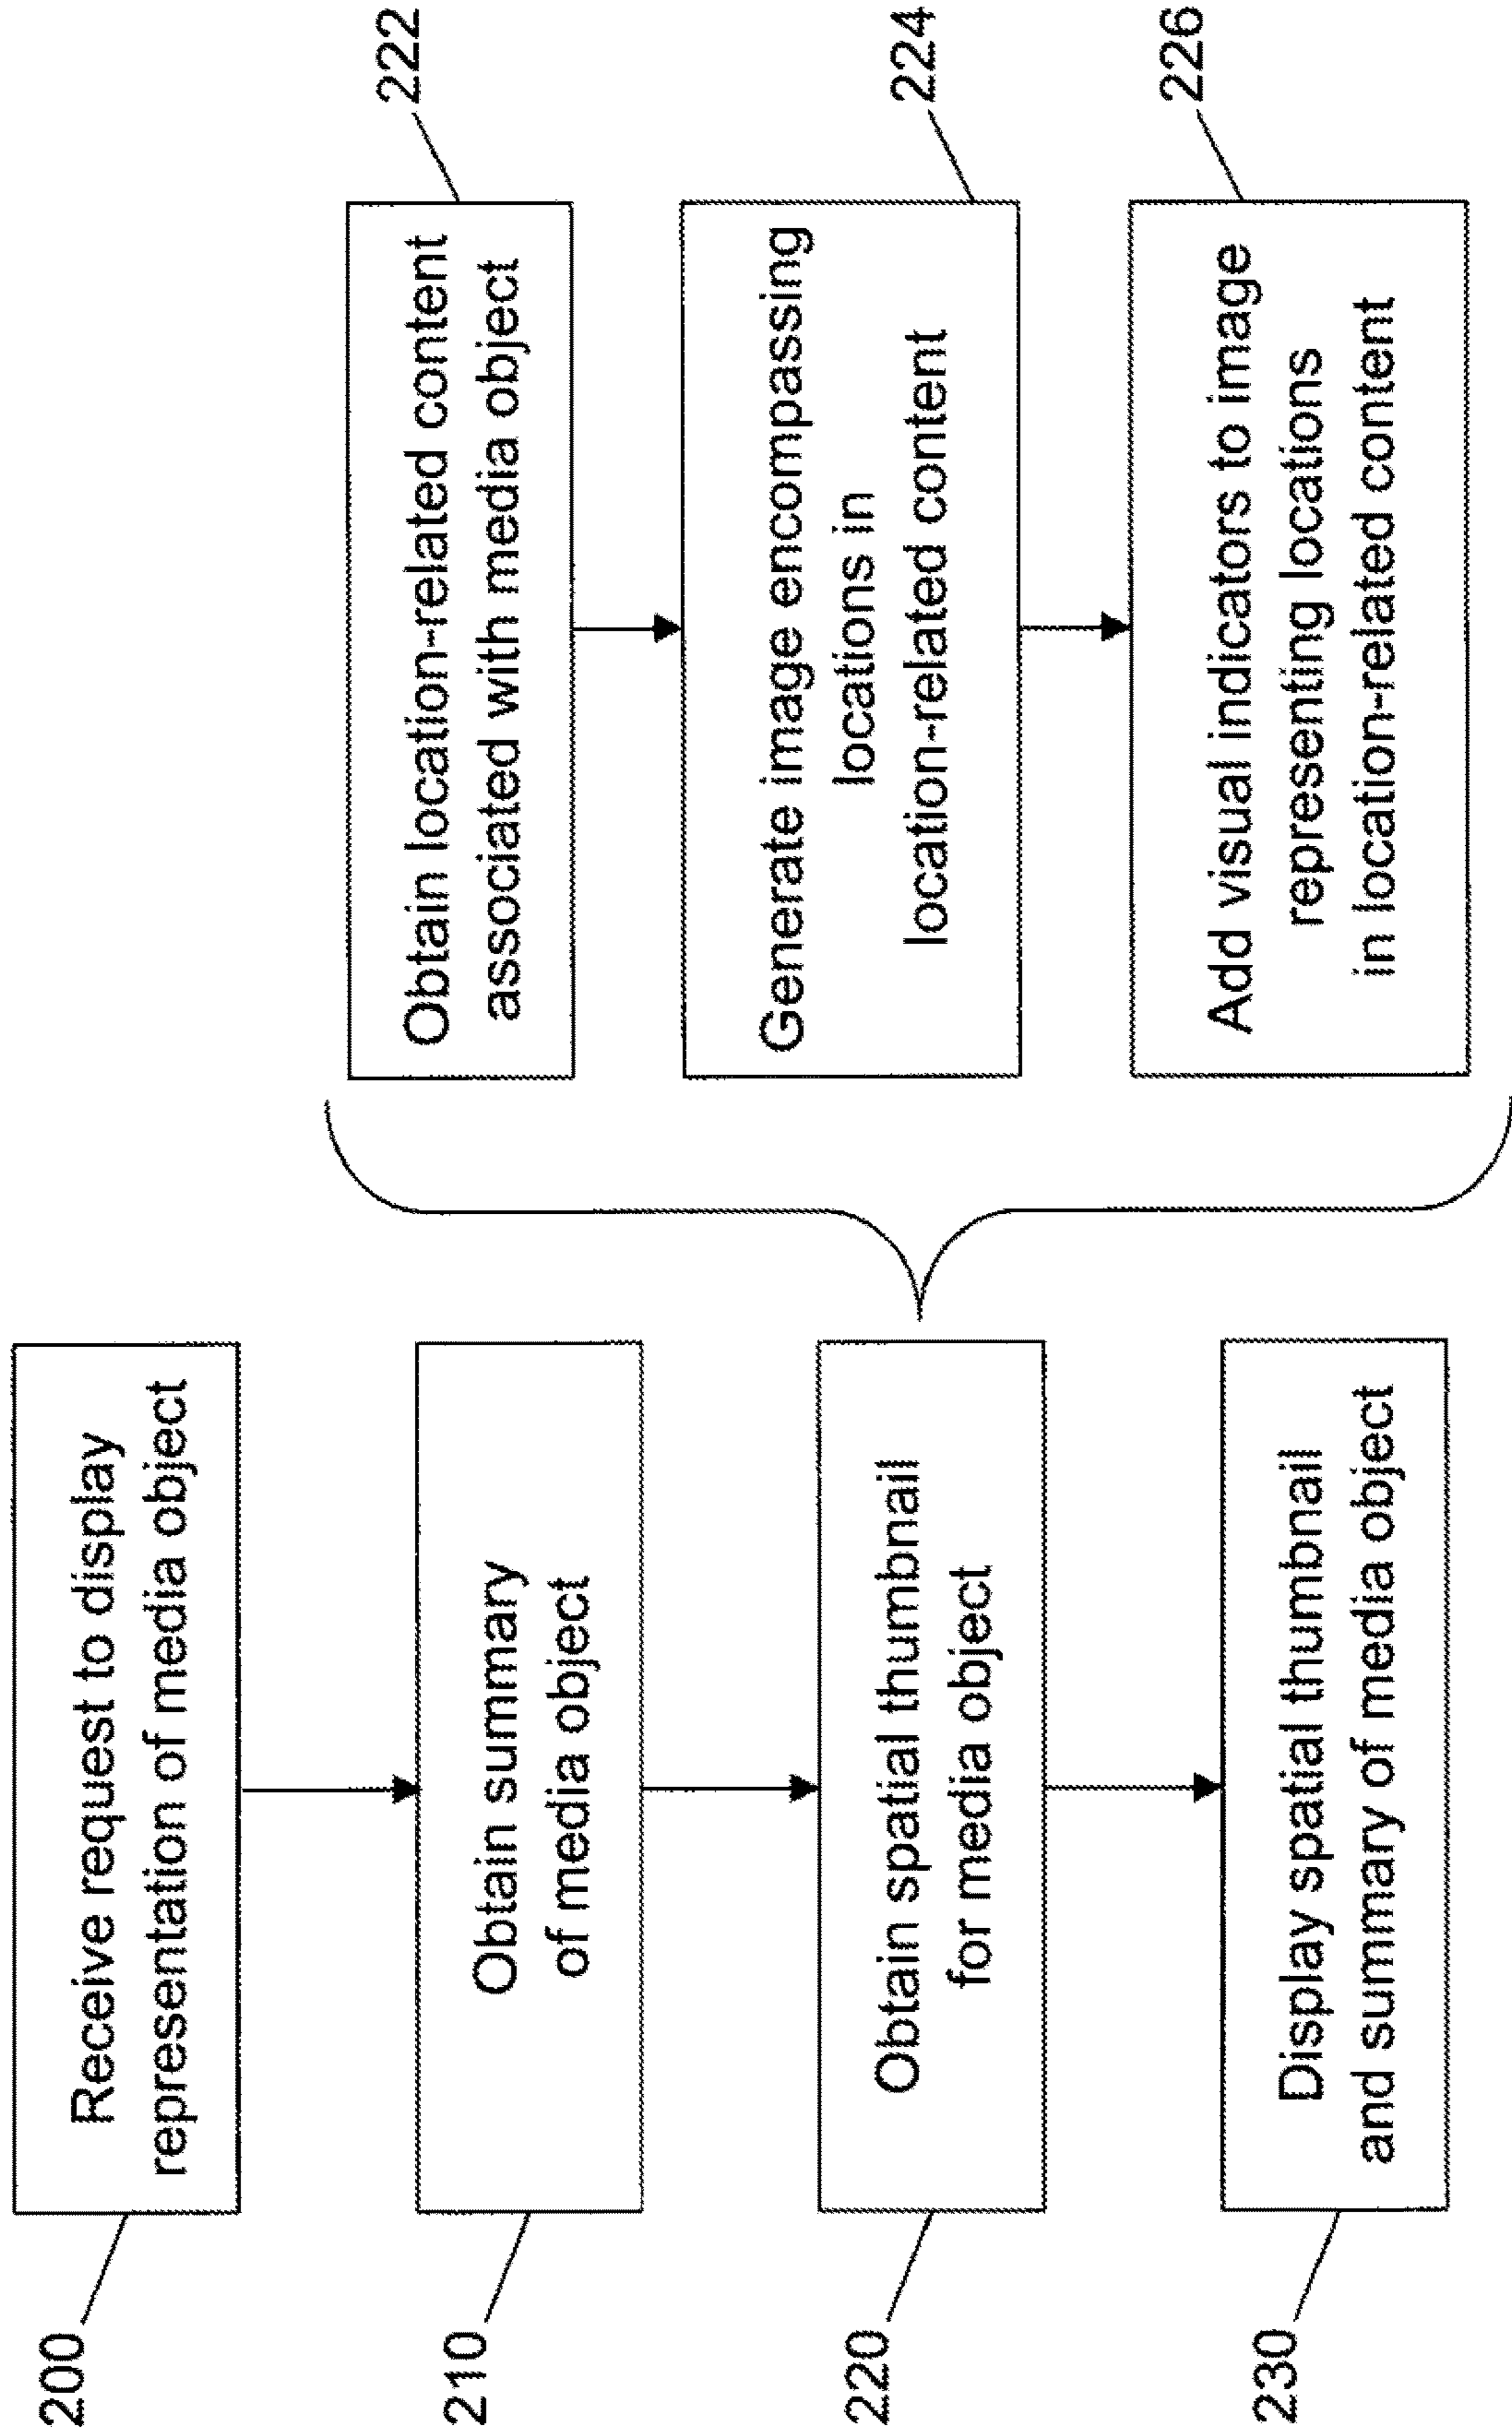 200
Receive request to display
representation of media object
210
Obtain summary
of media object
220
Obtain spatial thumbnail
for media object
230
Display spatial thumbnail
and summary of media object
222
Obtain location-related content
associated with media object
224
Generate image encompassing
locations in
location-related content
226
Add visual indicators to image
representing locations
in location-related content